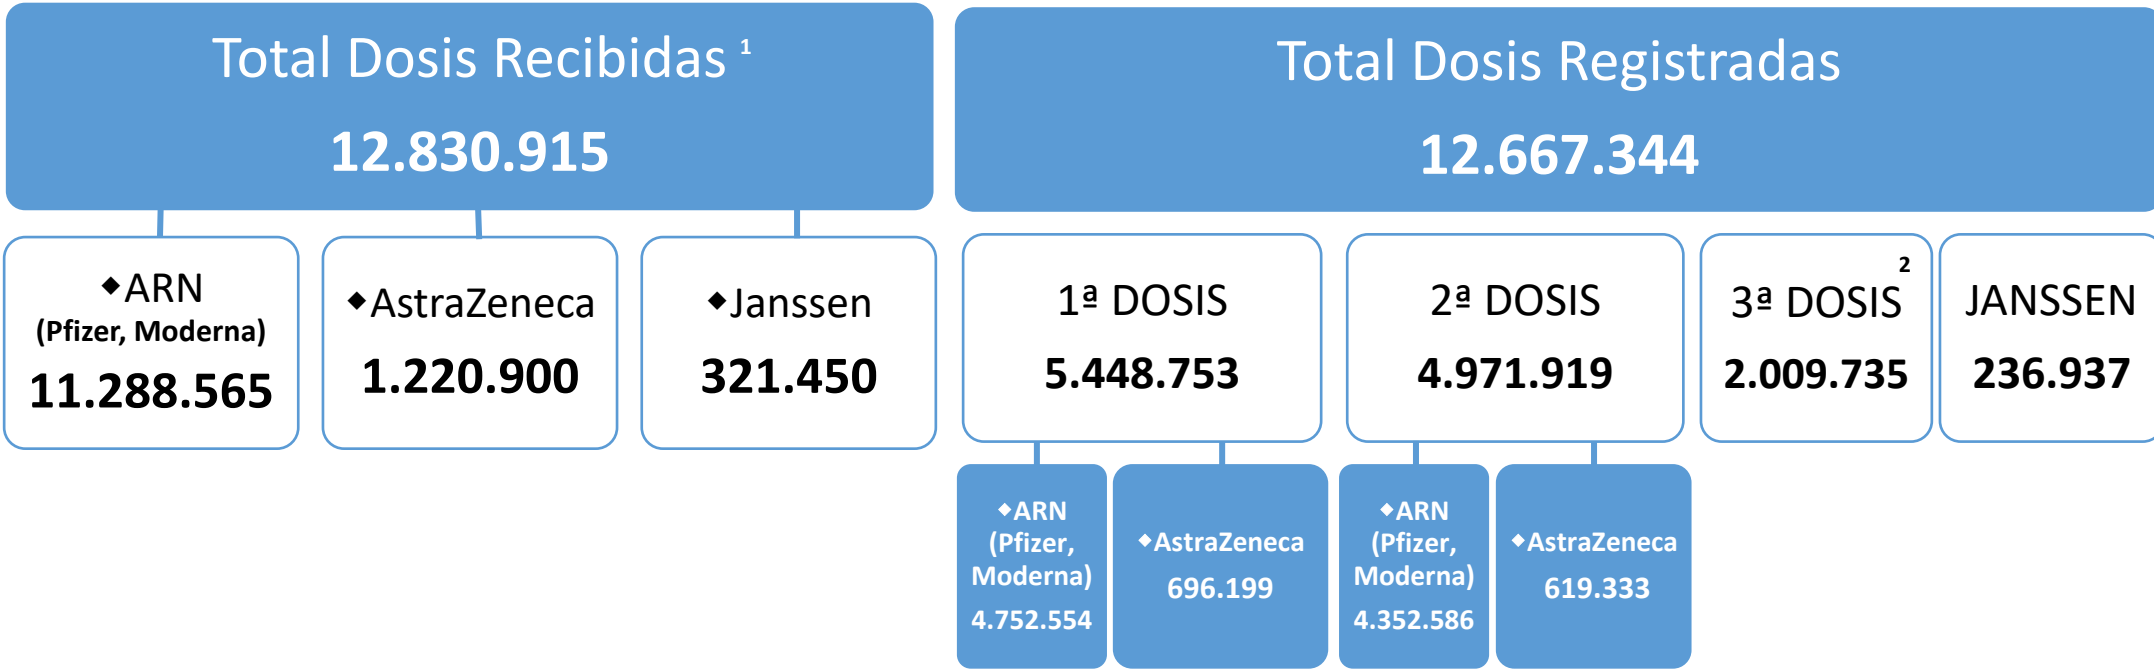 Total Dosis Recibidas 1
12.830.915
◆ARN
(Pfizer, Moderna)
11.288.565
◆AstraZeneca
1.220.900
◆Janssen
321.450
Total Dosis Registradas
12.667.344
1ª DOSIS
5.448.753
◆ARN
(Pfizer,
Moderna)
4.752.554
◆AstraZeneca
696.199
2ª DOSIS
4.971.919
◆ARN
(Pfizer,
Moderna)
4.352.586
◆AstraZeneca
619.333
3ª DOSIS 2
2.009.735
JANSSEN
236.937